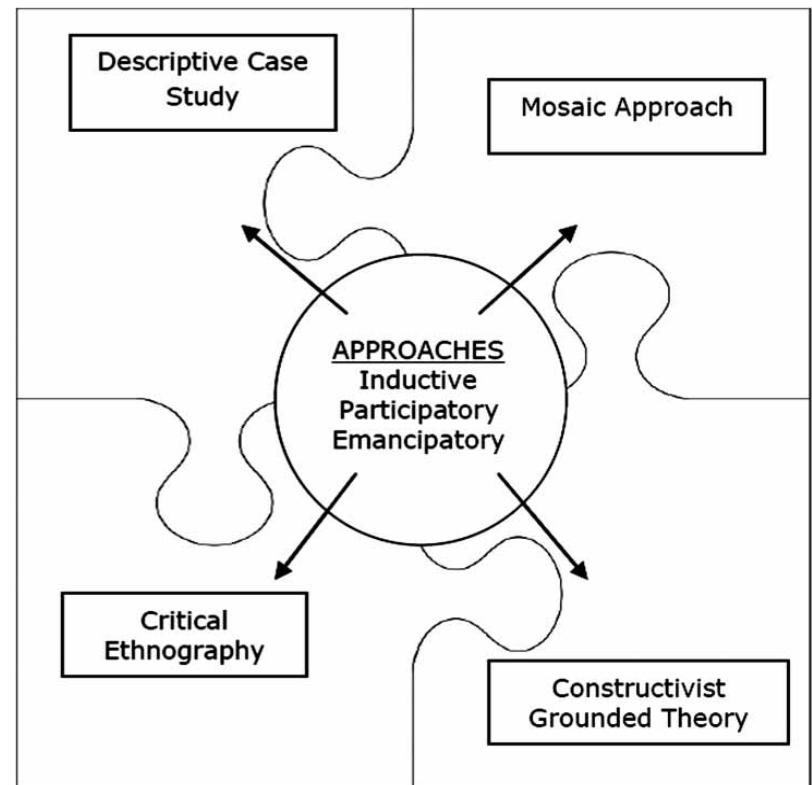 Descriptive Case
Study
Mosaic Approach
APPROACHES
Inductive
Participatory
Emancipatory
Critical
Ethnography
Constructivist
Grounded Theory